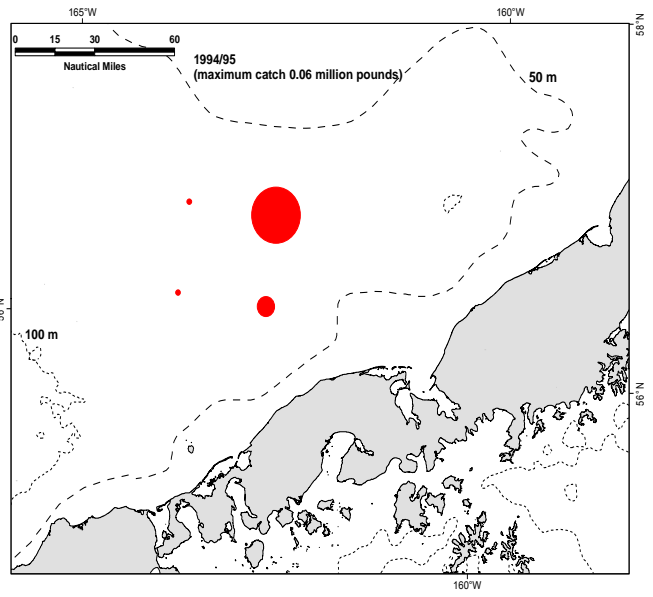 165°W
160°W
58°N
0 15 30 60
Nautical Miles
1994/95
(maximum catch 0.06 million pounds)
50 m
100 m
56°N
160°W